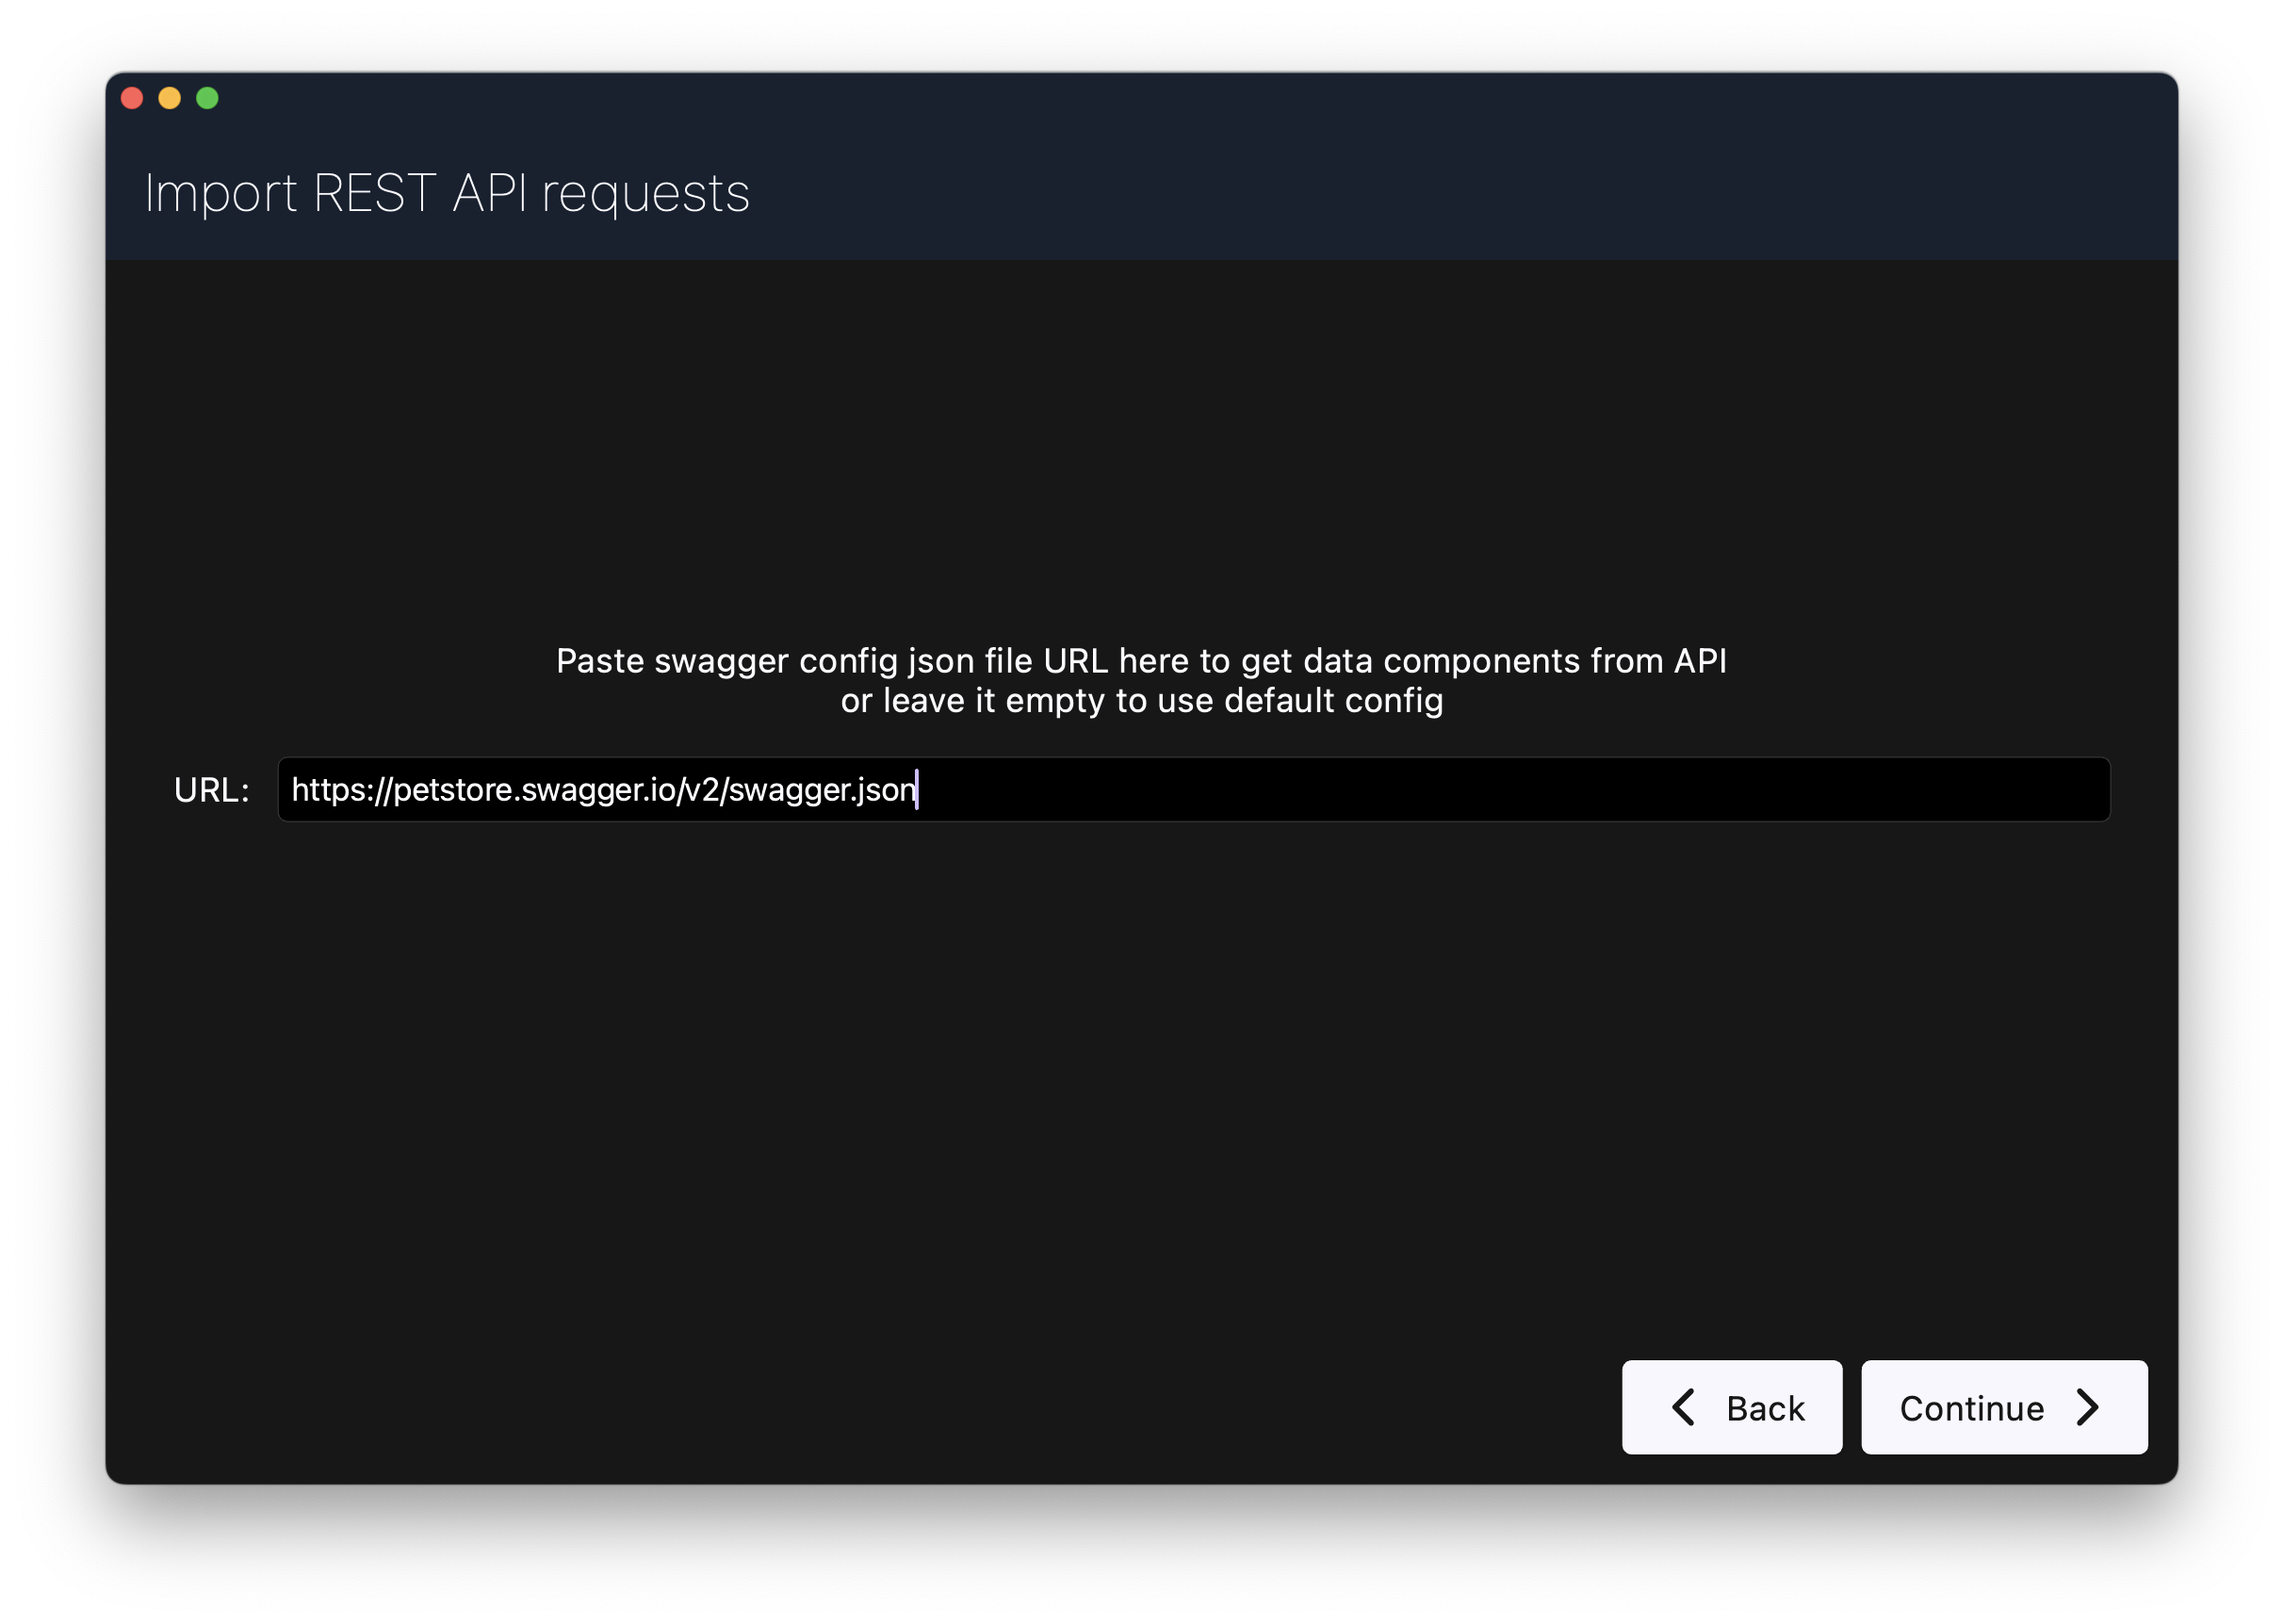 Import REST API requests
Paste swagger config json file URL here to get data components from API
or leave it empty to use default config
URL: https://petstore.swagger.io/v2/swagger.json
Back Continue